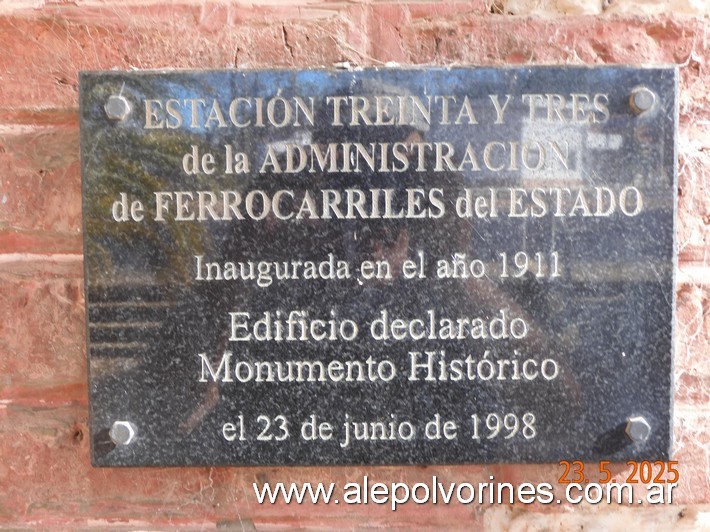 ESTACIÓN TREINTA Y TRES
de la ADMINISTRACIÓN
de FERROCARRILES del ESTADO
Inaugurada en el año 1911
Edificio declarado
Monumento Histórico
el 23 de junio de 1998
23.5.2025
www.alepolvorines.com.ar